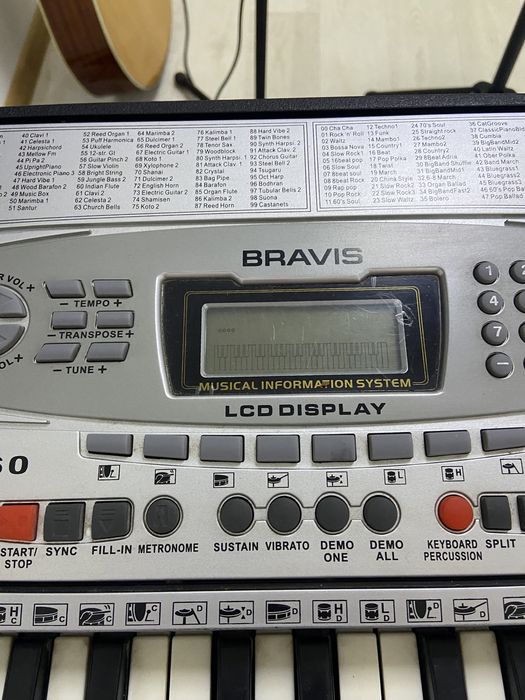 40 Clavi 1
41 Celesta 1
42 Harpsichord
43 Mellow Fm
44 Pi Pa 2
45 UprightPiano
46 Electronic Piano 3
47 Hard Vibe 1
48 Wood Barafon 2
49 Music Box
50 Marimba 1
51 Santur
52 Reed Organ 1
53 Puff Harmonica
54 Ukulele
55 12-str. Gt
56 Guitar Pinch 2
57 Slow Violin
58 Bright String
59 Jungle Bass 2
60 Indian Flute
61 Clavi 2
62 Celesta 2
63 Church Bells
64 Marimba 2
65 Dulcimer
66 Reed Organ 2
67 Electric Guitar 1
68 Koto 1
69 Xylophone 2
70 Shanai
71 Dulcimer 2
72 English Horn
73 Electric Guitar 2
74 Shamisen
75 Koto 2
76 Kalimba 1
77 Steel Bell 1
78 Tenor Sax
79 Woodblock
80 Synth Harpsi. 1
81 Attack Clav 1
82 Crystal
83 Bag Pipe
84 Barafon
85 Organ Flute
86 Kalimba 2
87 Reed Horn
88 Hard Vibe 2
89 Twin Bones
90 Synth Harpsi. 2
91 Attack Clav. 2
92 Chorus Guitar
93 Steel Bell 2
94 Tsugaru
95 Oct Harp
96 Bodhran
97 Tubular Bells 2
98 Suona
99 Castanets
00 Cha Cha
01 Rock 'n' Roll
02 Waltz
03 Bossa Nova
04 Slow Rock1
05 16beat pop
06 Slow Soul
07 8beat soul
08 8beat Rock
09 Pop
10 Pop Rock
11 60's Soul
12 Techno1
13 Funk
14 Mambo1
15 Country1
16 Beat
17 Pop Polka
18 Twist
19 March
20 China Style
21 Slow Rock2
22 Slow Rock3
23 Slow Waltz
24 70's Soul
25 Straight rock
26 Techno2
27 Mambo2
28 Country2
29 8Beat Adria
30 BigBand Shuffle
31 BigBandMid1
32 6-8 March
33 Organ Ballad
34 BigBandFast2
35 Bolero
36 CatGroove
38 Cumbia
40 Latin Waltz
41 Ober Polka
42 March
43 BigBandMid2
44 Bluegrass1
45 Bluegrass2
46 60's Pop
47 Pop Ballad
BRAVIS
VOL +
− TEMPO +
− TRANSPOSE +
− TUNE +
1
4
7
−
MUSICAL INFORMATION SYSTEM
LCD DISPLAY
START/
STOP
SYNC
FILL-IN
METRONOME
SUSTAIN
VIBRATO
DEMO
ONE
DEMO
ALL
KEYBOARD
PERCUSSION
SPLIT
L
H
H C
C
C
C
D
D
D
H D
L D
D
D
D